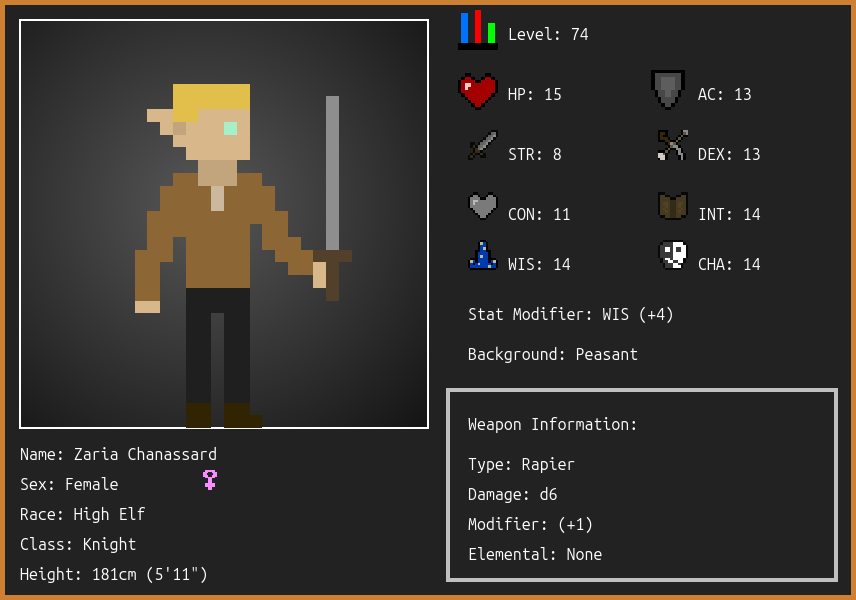 Level: 74
HP: 15
AC: 13
STR: 8
DEX: 13
CON: 11
INT: 14
WIS: 14
CHA: 14
Stat Modifier: WIS (+4)
Background: Peasant
Weapon Information:
Type: Rapier
Damage: d6
Modifier: (+1)
Elemental: None
Name: Zaria Chanassard
Sex: Female
Race: High Elf
Class: Knight
Height: 181cm (5'11")